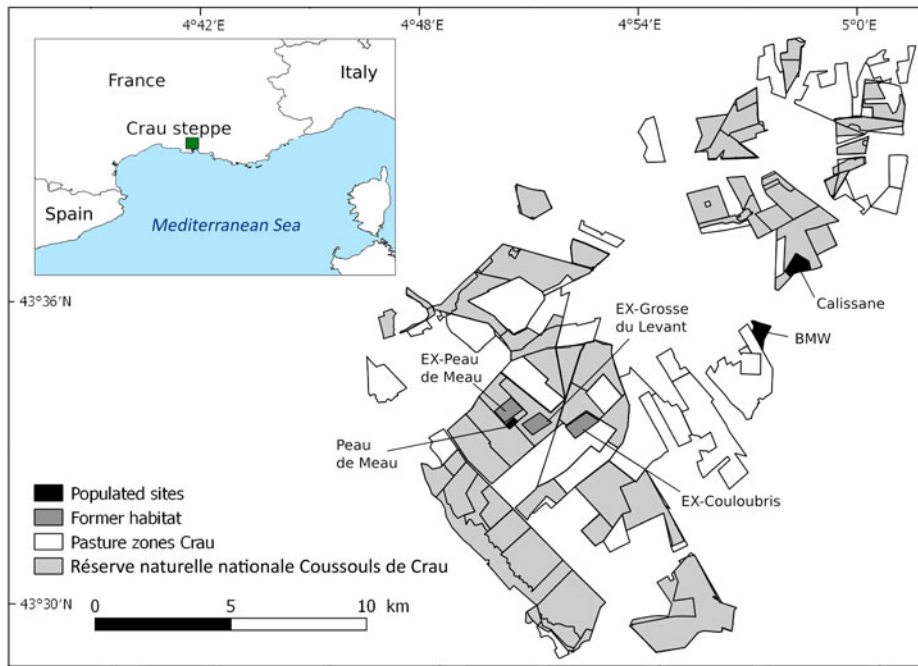 4°42’E
4°48’E
4°54’E
5°0’E
France
Italy
Crau steppe
Spain
Mediterranean Sea
43°36’N
Calissane
EX-Grosse
du Levant
BMW
EX-Peau
de Meau
Peau
de Meau
EX-Couloubris
Populated sites
Former habitat
Pasture zones Crau
Réserve naturelle nationale Coussouls de Crau
43°30’N
0 5 10 km